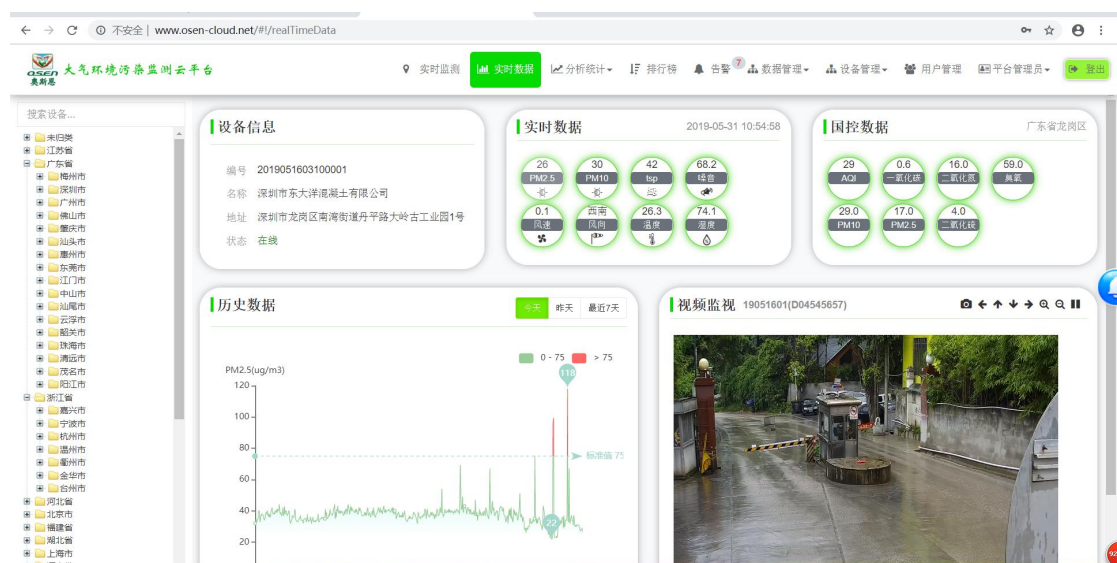 不安全 | www.osen-cloud.net/#!/realTimeData
OSEN
奥斯恩
大气环境污染监测云平台
实时监测 实时数据 分析统计 排行榜 告警 7 数据管理 设备管理 用户管理 平台管理员 登出
搜索设备...
未归类
江苏省
广东省
梅州市
深圳市
广州市
佛山市
肇庆市
汕头市
惠州市
东莞市
江门市
中山市
汕尾市
云浮市
韶关市
珠海市
清远市
茂名市
阳江市
浙江省
嘉兴市
宁波市
杭州市
温州市
衢州市
金华市
台州市
河北省
北京市
福建省
湖北省
上海市
设备信息
编号 2019051603100001
名称 深圳市东大洋混凝土有限公司
地址 深圳市龙岗区南湾街道丹平路大岭古工业园1号
状态 在线
实时数据 2019-05-31 10:54:58
26 30 42 68.2
PM2.5 PM10 tsp 噪音
0.1 西南 26.3 74.1
风速 风向 温度 湿度
国控数据 广东省龙岗区
29 0.6 16.0 59.0
AQI 一氧化碳 二氧化氮 臭氧
29.0 17.0 4.0
PM10 PM2.5 二氧化硫
历史数据 今天 昨天 最近7天
0 - 75 > 75
PM2.5(ug/m3)
118
120
100
80
标准值 75
60
40
22
20
视频监视 19051601(D04545657)
92